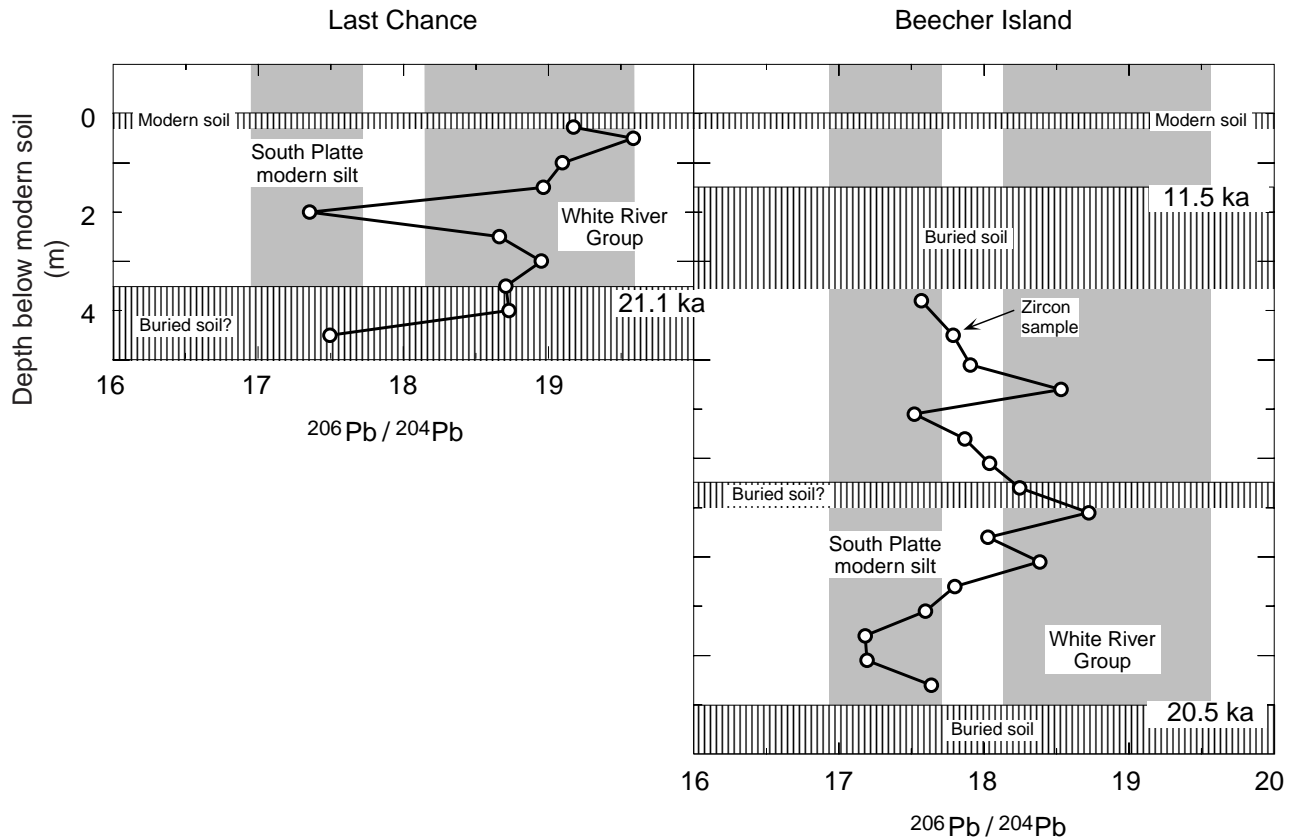 Last Chance
Beecher Island
Depth below modern soil
(m)
0
2
4
Modern soil
South Platte
modern silt
White River
Group
21.1 ka
Buried soil?
16
17
18
19
²⁰⁶Pb / ²⁰⁴Pb
Modern soil
11.5 ka
Buried soil
Zircon
sample
Buried soil?
South Platte
modern silt
White River
Group
20.5 ka
Buried soil
16
17
18
19
20
²⁰⁶Pb / ²⁰⁴Pb